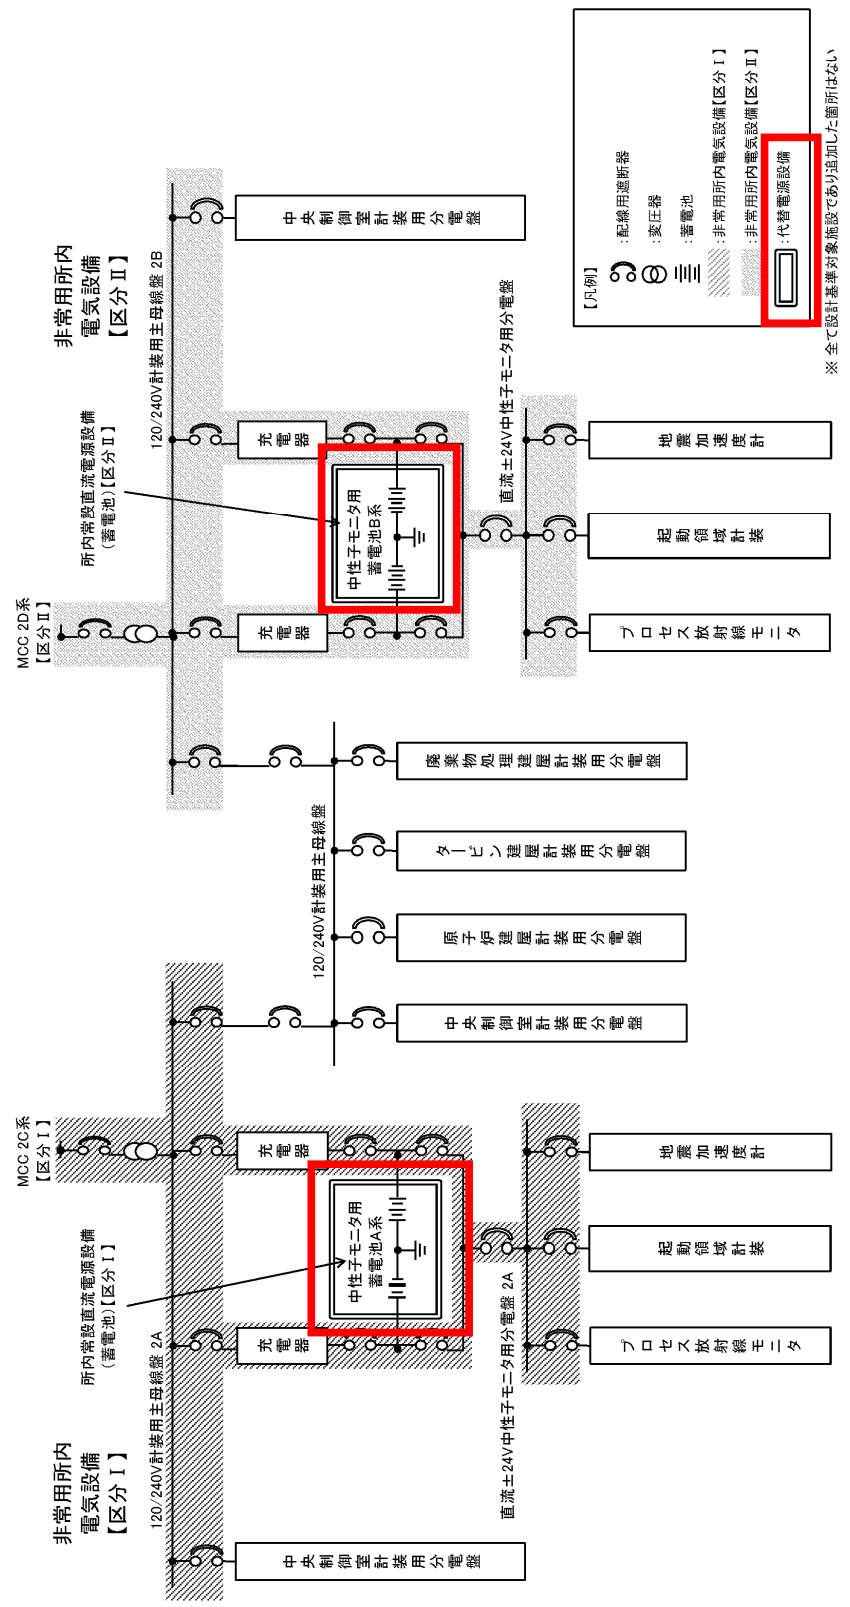 非常用所内
電気設備
【区分Ⅰ】
120/240V計装用主母線盤 2A
中央制御室計装用分電盤
所内常設直流電源設備
(蓄電池)【区分Ⅰ】
MCC 2C系
【区分Ⅰ】
充電器
充電器
中性子モニタ用
蓄電池A系
直流±24V中性子モニタ用分電盤 2A
プロセス放射線モニタ
起動領域計装
地震加速度計
120/240V計装用主母線盤
中央制御室計装用分電盤
原子炉建屋計装用分電盤
タービン建屋計装用分電盤
廃棄物処理建屋計装用分電盤
MCC 2D系
【区分Ⅱ】
所内常設直流電源設備
(蓄電池)【区分Ⅱ】
非常用所内
電気設備
【区分Ⅱ】
120/240V計装用主母線盤 2B
充電器
充電器
中性子モニタ用
蓄電池B系
中央制御室計装用分電盤
直流±24V中性子モニタ用分電盤
プロセス放射線モニタ
起動領域計装
地震加速度計
【凡例】
:配線用遮断器
:変圧器
:蓄電池
:非常用所内電気設備【区分Ⅰ】
:非常用所内電気設備【区分Ⅱ】
:代替電源設備
※ 全て設計基準対象施設であり追加した箇所はない